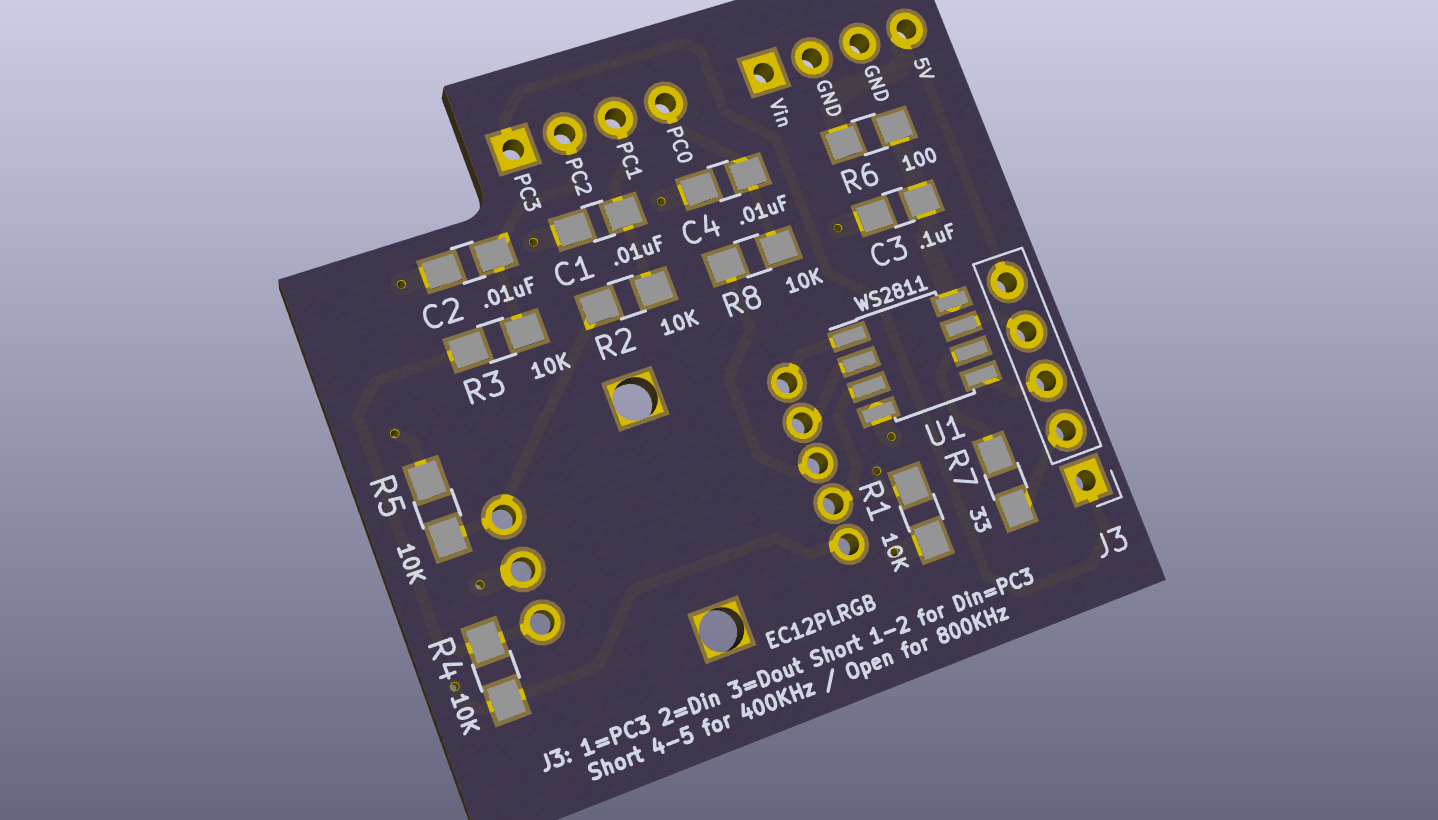 5V
GND
GND
Vin
PC0
PC1
PC2
PC3
100
R6
.01uF
C4
.1uF
C3
.01uF
C1
.01uF
C2
10K
R8
WS2811
10K
R2
10K
R3
U1
R7
33
R5
10K
R1
10K
J3
R4
10K
EC12PLRGB
J3: 1=PC3 2=Din 3=Dout Short 1-2 for Din=PC3
Short 4-5 for 400KHz / Open for 800KHz